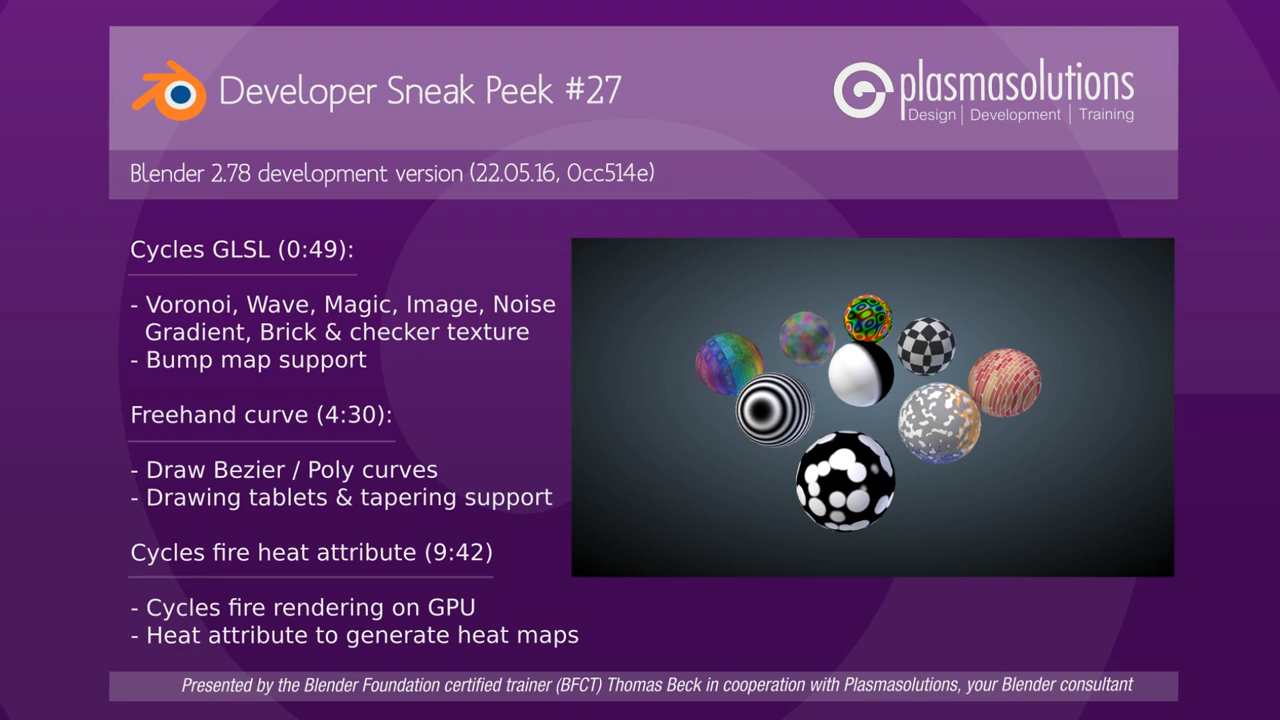 Developer Sneak Peek #27
plasmasolutions
Design | Development | Training
Blender 2.78 development version (22.05.16, 0cc514e)
Cycles GLSL (0:49):
- Voronoi, Wave, Magic, Image, Noise
Gradient, Brick & checker texture
- Bump map support
Freehand curve (4:30):
- Draw Bezier / Poly curves
- Drawing tablets & tapering support
Cycles fire heat attribute (9:42)
- Cycles fire rendering on GPU
- Heat attribute to generate heat maps
Presented by the Blender Foundation certified trainer (BFCT) Thomas Beck in cooperation with Plasmasolutions, your Blender consultant